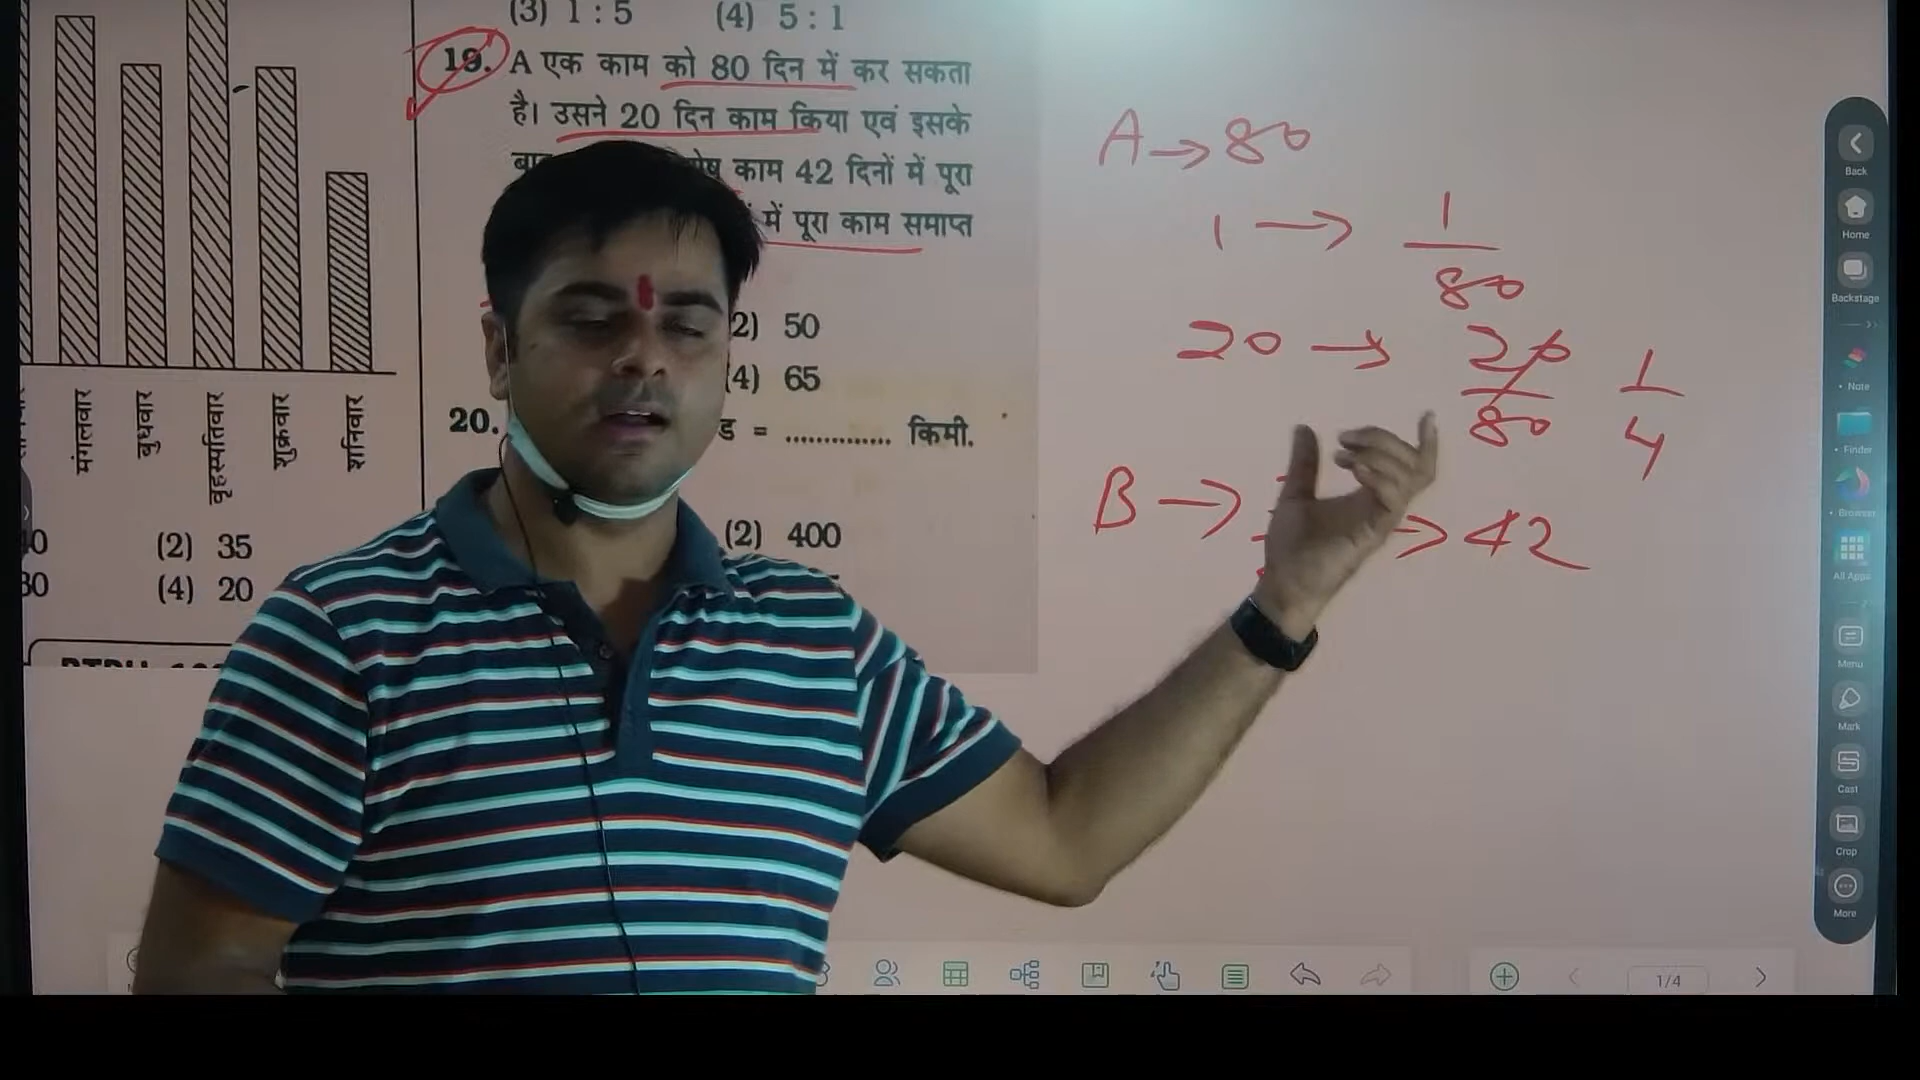 (3) 1 : 5 (4) 5 : 1
19. A एक काम को 80 दिन में कर सकता
है। उसने 20 दिन काम किया एवं इसके
काम 42 दिनों में पूरा
में पूरा काम समाप्त
(2) 50
(4) 65
20. = .............. किमी.
(2) 400
मंगलवार
बुधवार
वृहस्पतिवार
शुक्रवार
शनिवार
(2) 35
(4) 20
A → 80
1 → 1/80
20 → 20/80 1/4
B → → 42
Back
Home
Backstage
Note
Finder
Browser
All Apps
Menu
Mark
Cast
Crop
More
1/4